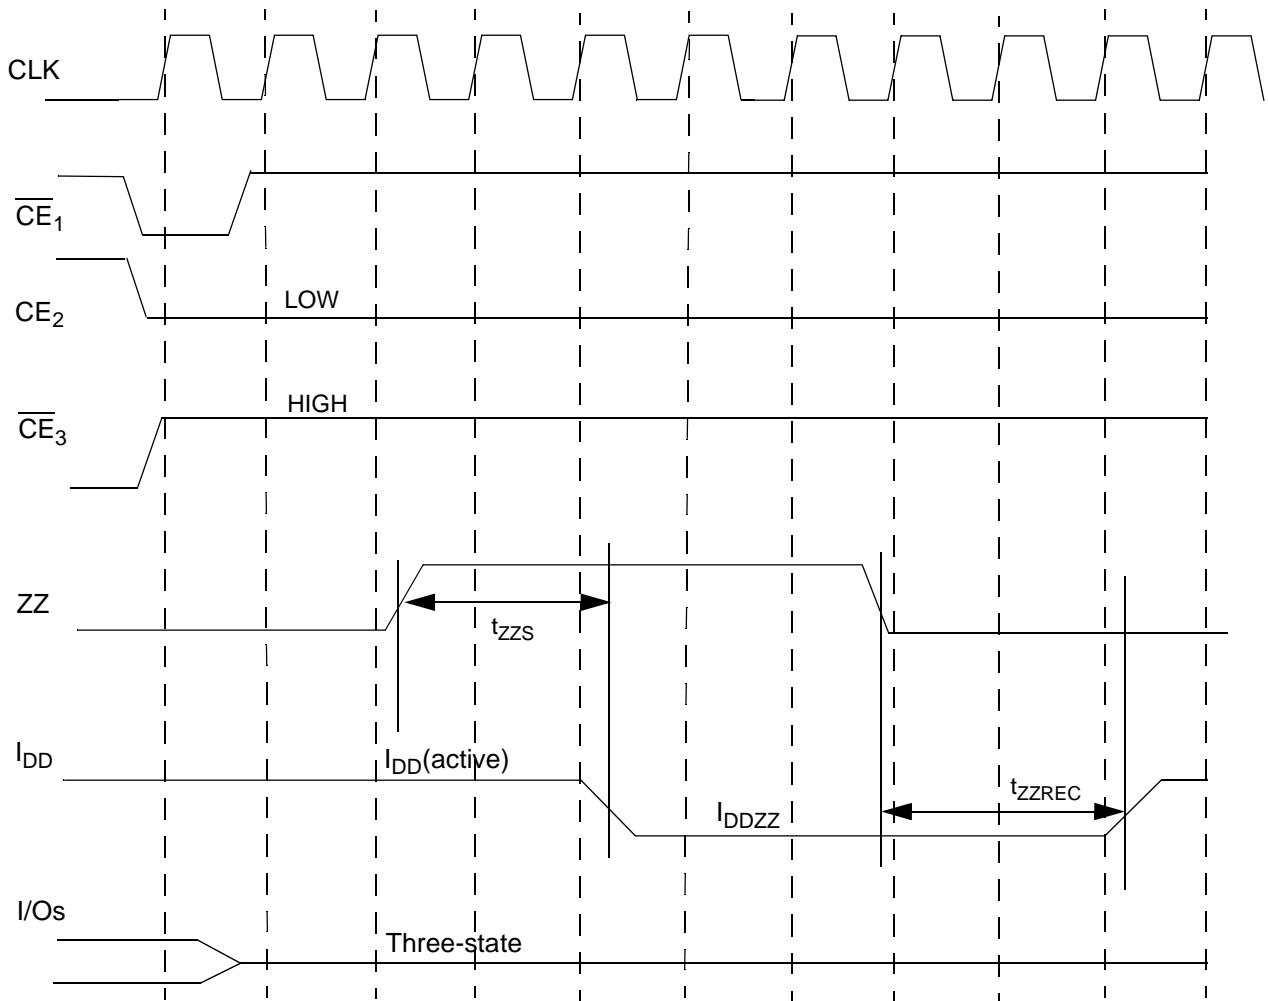 CLK
CE1
CE2
LOW
CE3
HIGH
ZZ
tZZS
IDD
IDD(active)
IDDZZ
tZZREC
I/Os
Three-state